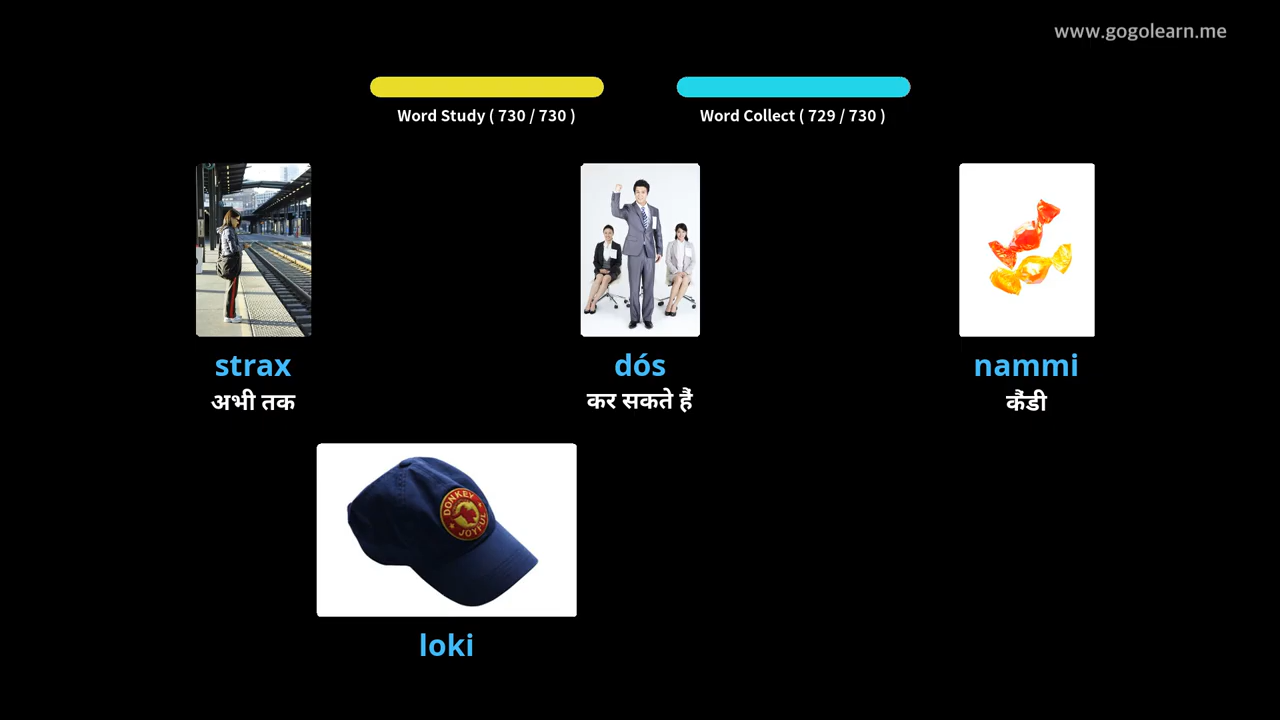 www.gogolearn.me
Word Study ( 730 / 730 )
Word Collect ( 729 / 730 )
strax
dós
nammi
अभी तक
कर सकते हैं
कैंडी
DONKEY
JOYFUL
loki